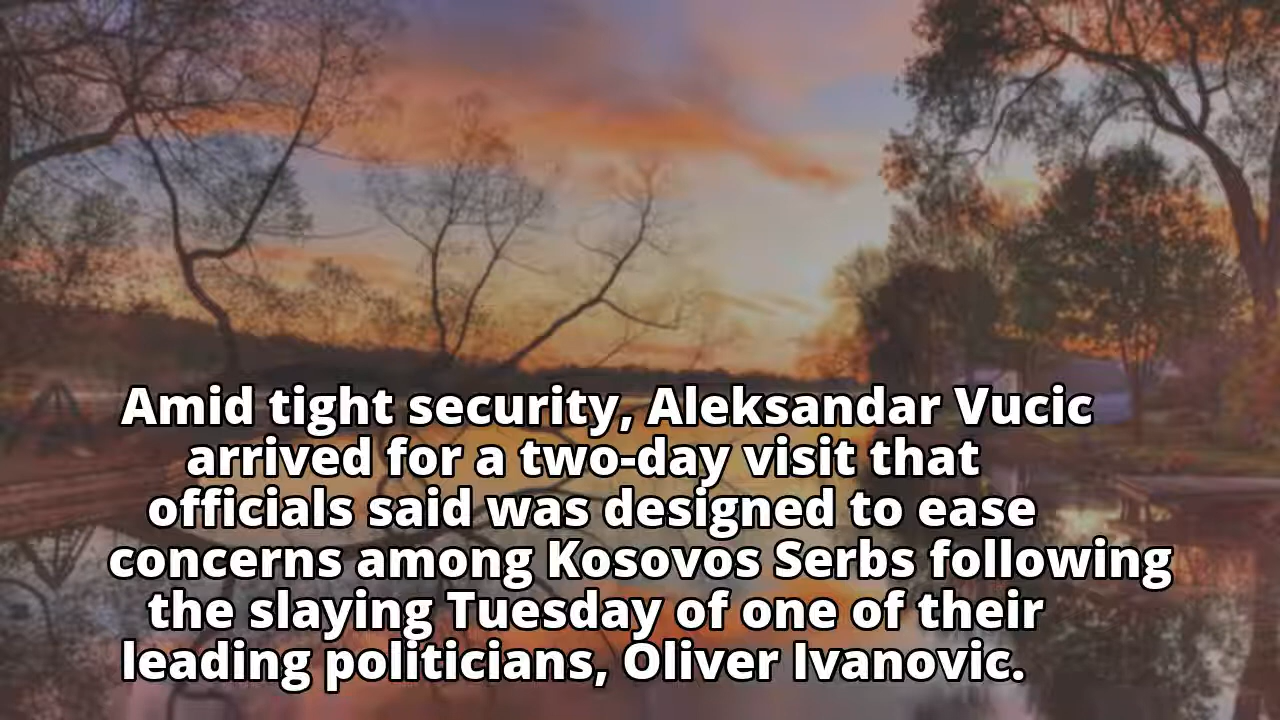 Amid tight security, Aleksandar Vucic
arrived for a two-day visit that
officials said was designed to ease
concerns among Kosovos Serbs following
the slaying Tuesday of one of their
leading politicians, Oliver Ivanovic.